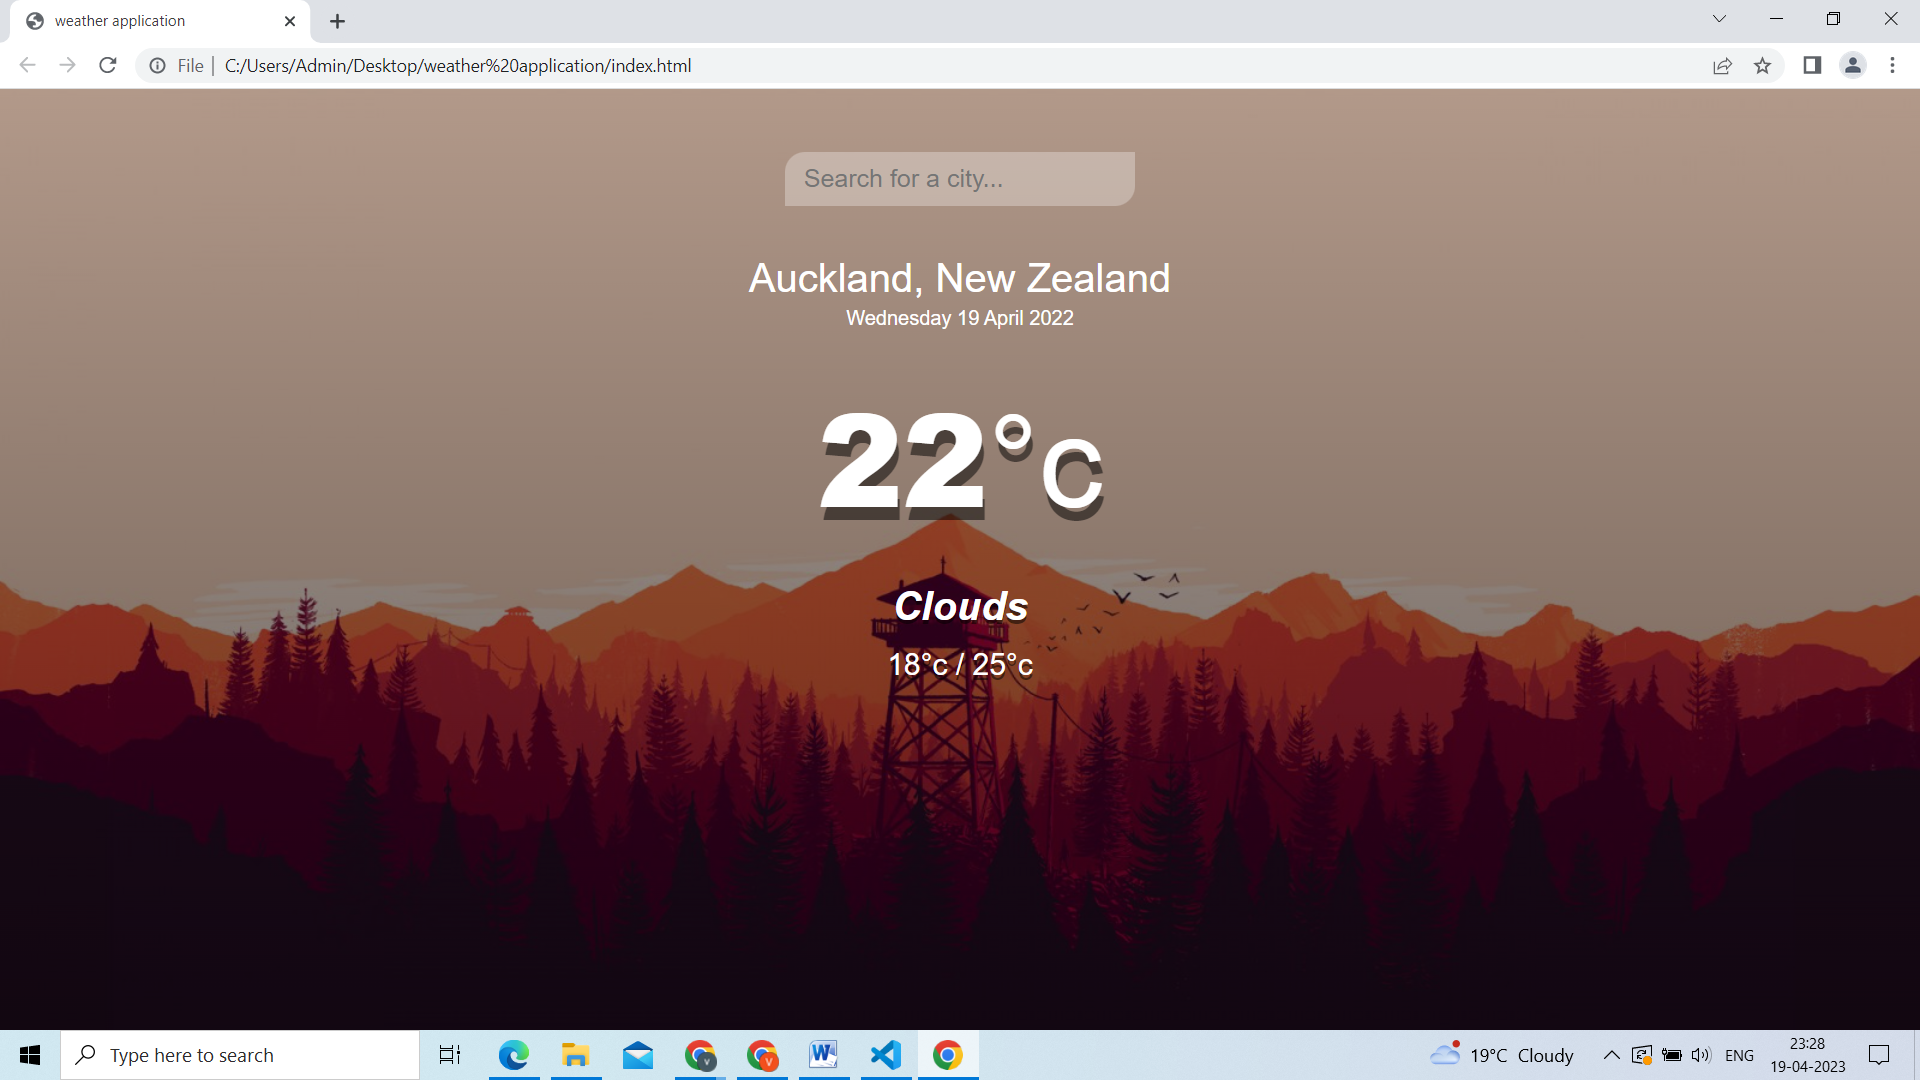 weather application
File | C:/Users/Admin/Desktop/weather%20application/index.html
Search for a city...
Auckland, New Zealand
Wednesday 19 April 2022
22°c
Clouds
18°c / 25°c
Type here to search
V
V
W
19°C Cloudy
ENG
23:28
19-04-2023